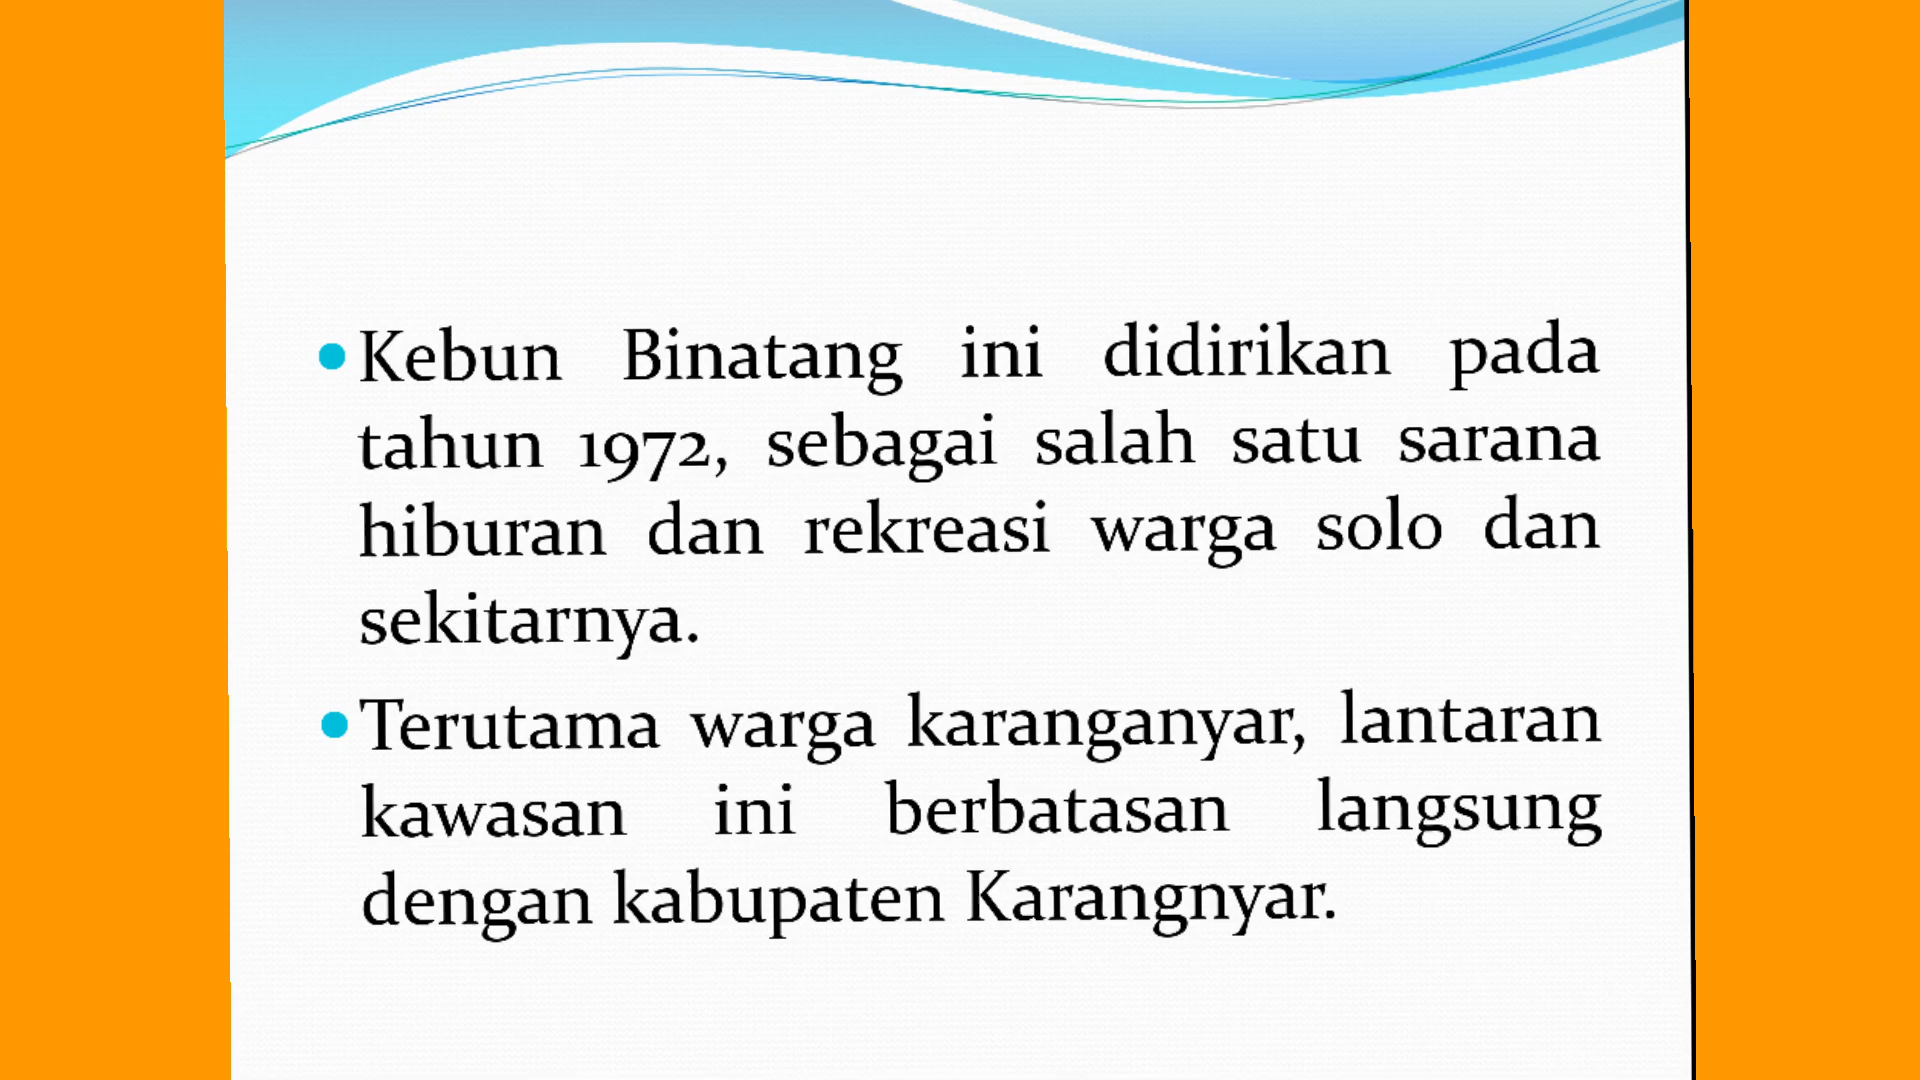 • Kebun Binatang ini didirikan pada
tahun 1972, sebagai salah satu sarana
hiburan dan rekreasi warga solo dan
sekitarnya.
• Terutama warga karanganyar, lantaran
kawasan ini berbatasan langsung
dengan kabupaten Karangnyar.